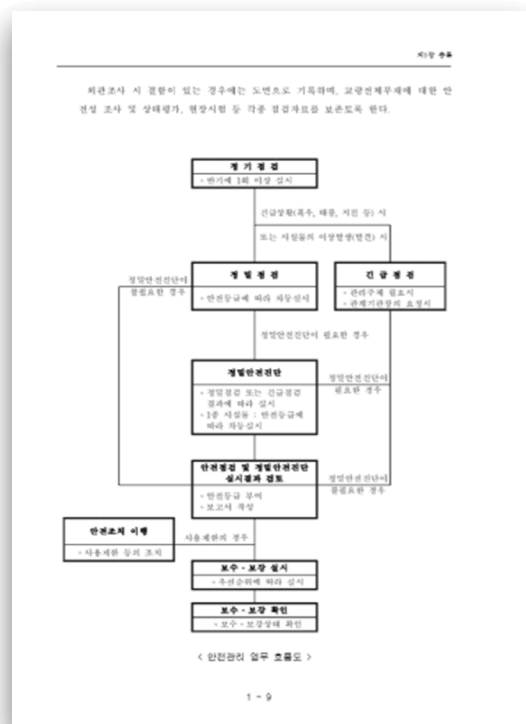 제1장 총 론
외관조사 시 결함이 있는 경우에는 도면으로 기록하며, 교량전체부재에 대한 안
전성 조사 및 상태평가, 현장시험 등 각종 점검자료를 보존토록 한다.
정 기 점 검
◦ 반기에 1회 이상 실시
긴급상황(폭우, 태풍, 지진 등) 시
또는 시설물의 이상발생(발견) 시
정밀안전진단이
불필요한 경우
정 밀 점 검
◦ 안전등급에 따라 차등실시
긴 급 점 검
◦ 관리주체 필요시
◦ 관계기관장의 요청시
정밀안전진단이 필요한 경우
정밀안전진단
◦ 정밀점검 또는 긴급점검
결과에 따라 실시
◦ 1종 시설물 : 안전등급에
따라 차등실시
정밀안전진단이
필요한 경우
안전점검 및 정밀안전진단
실시결과 검토
◦ 안전등급 부여
◦ 보고서 작성
정밀안전진단이
불필요한 경우
안전조치 이행
◦ 사용제한 등의 조치
사용제한의 경우
보수 · 보강 실시
◦ 우선순위에 따라 실시
보수 · 보강 확인
◦ 보수 · 보강상태 확인
< 안전관리 업무 흐름도 >
1 - 9